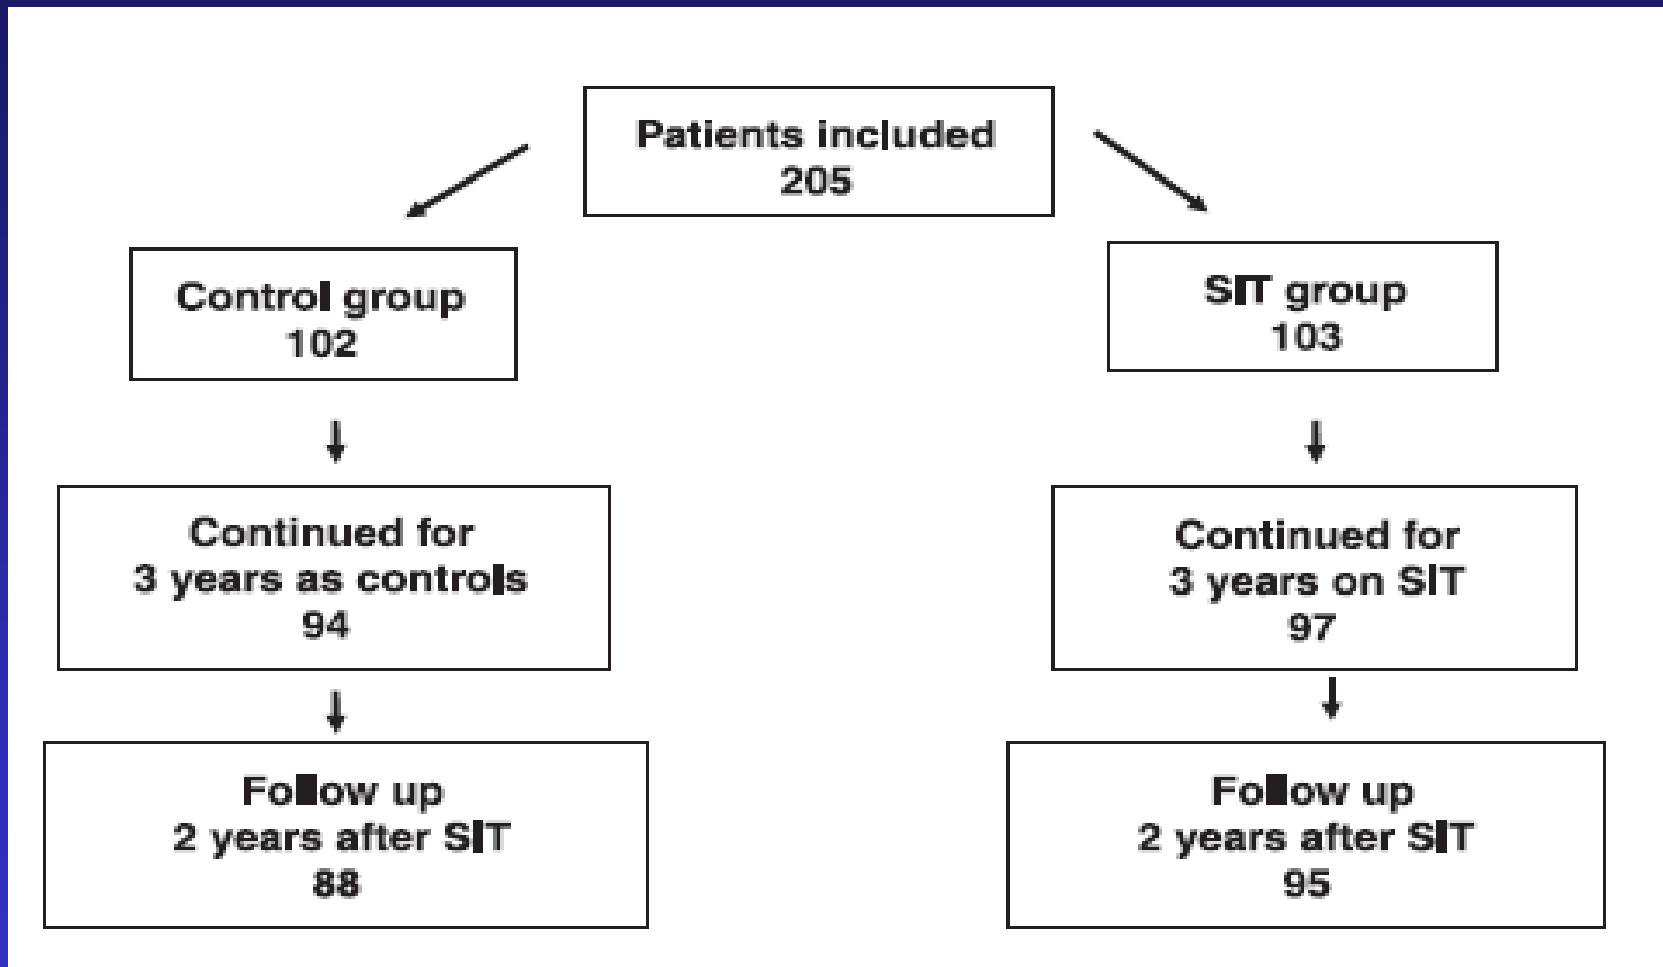 Patients included
205
Control group
102
SIT group
103
Continued for
3 years as controls
94
Continued for
3 years on SIT
97
Follow up
2 years after SIT
88
Follow up
2 years after SIT
95